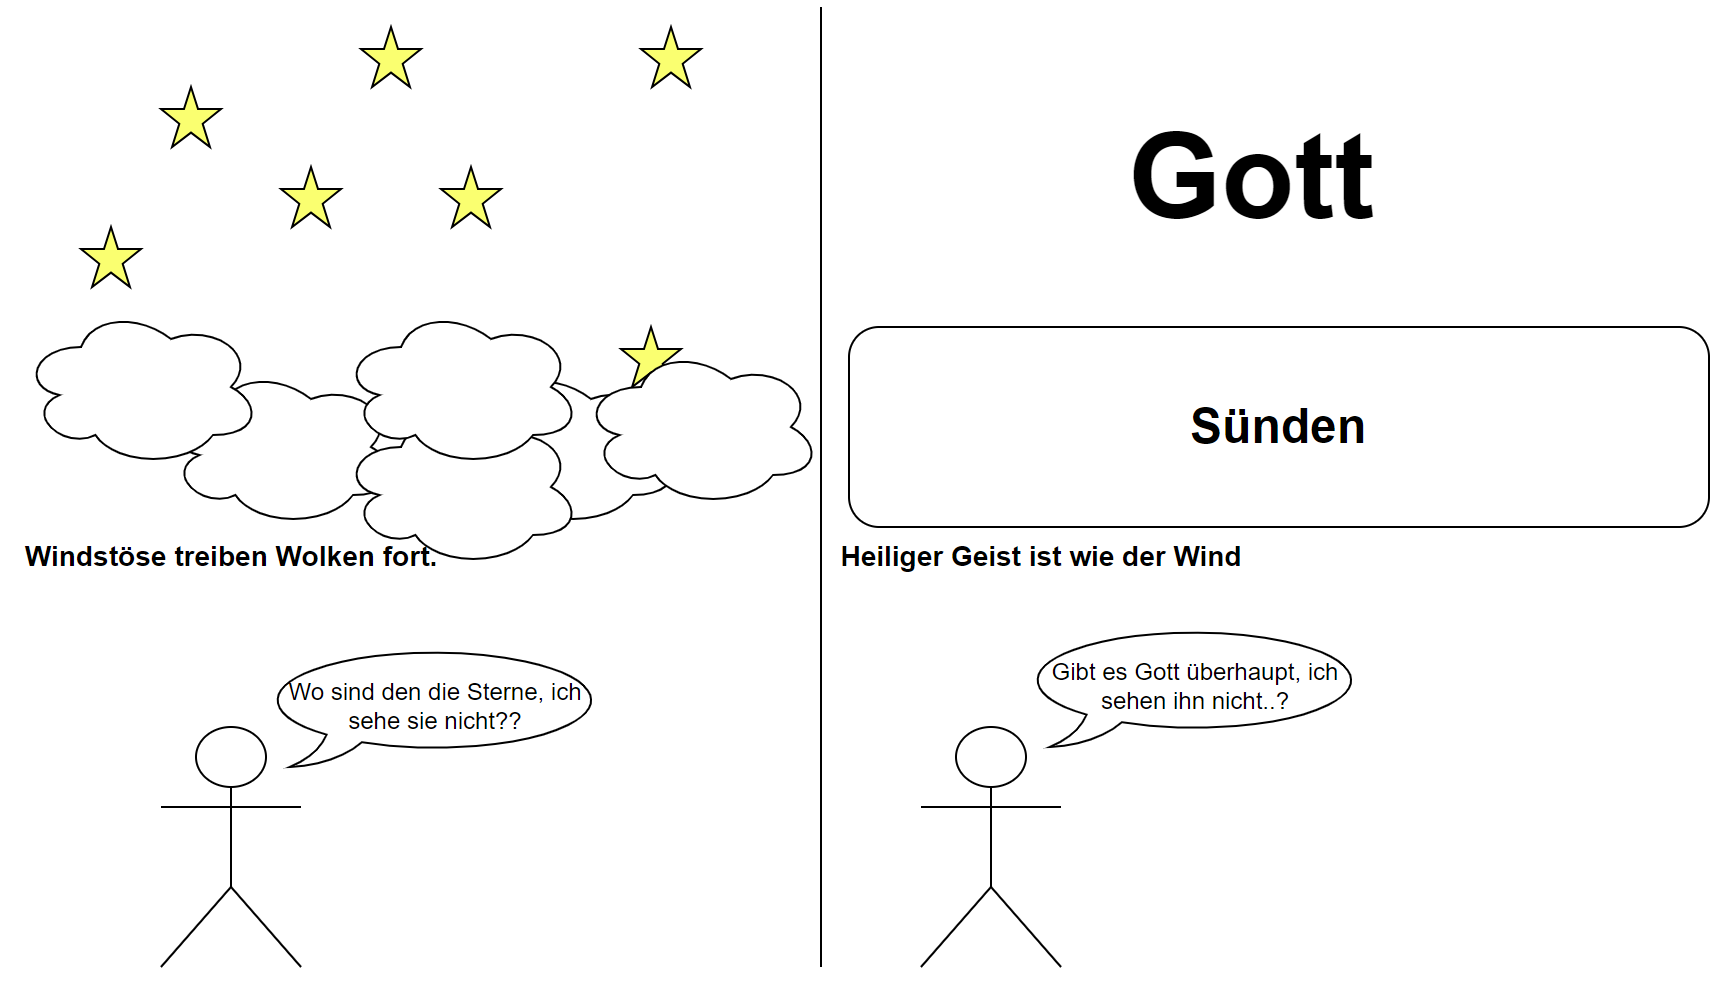 Windstöse treiben Wolken fort.
Wo sind den die Sterne, ich
sehe sie nicht??
Gott
Sünden
Heiliger Geist ist wie der Wind
Gibt es Gott überhaupt, ich
sehen ihn nicht..?